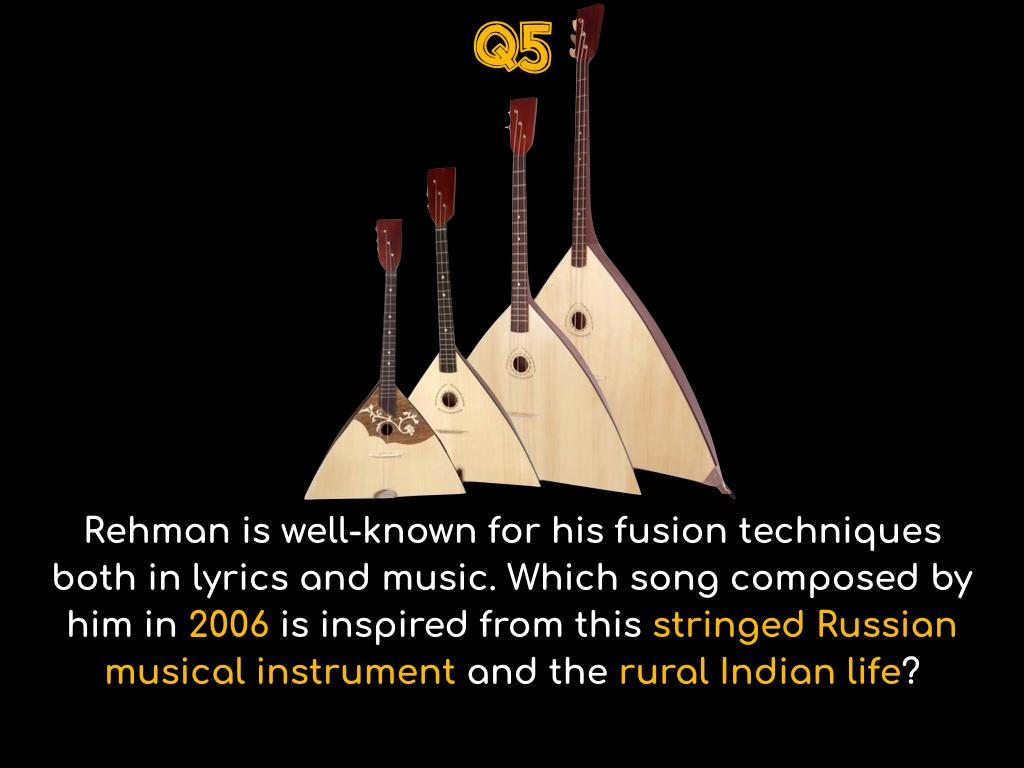 Q5
Rehman is well-known for his fusion techniques
both in lyrics and music. Which song composed by
him in 2006 is inspired from this stringed Russian
musical instrument and the rural Indian life?